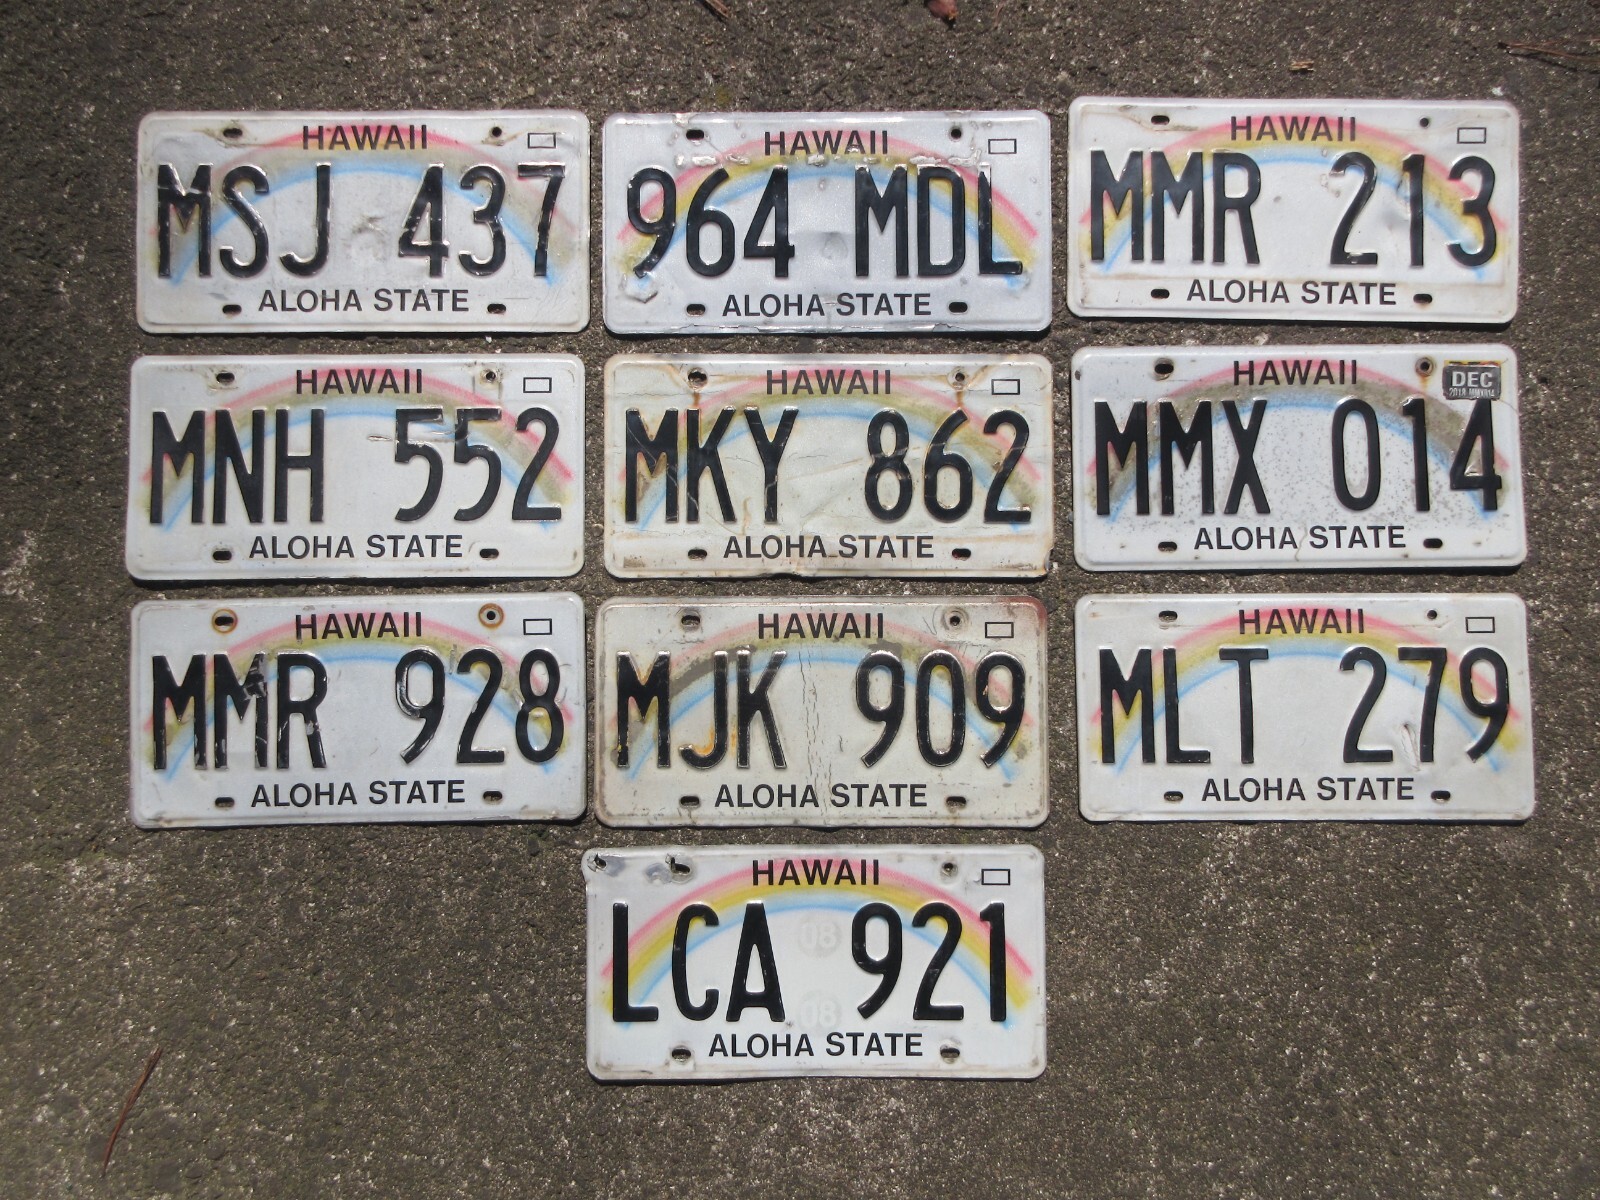 HAWAII
MSJ 437
ALOHA STATE
HAWAII
964 MDL
ALOHA STATE
HAWAII
MMR 213
ALOHA STATE
HAWAII
MNH 552
ALOHA STATE
HAWAII
MKY 862
ALOHA STATE
HAWAII
DEC
MMX 014
ALOHA STATE
HAWAII
MMR 928
ALOHA STATE
HAWAII
MJK 909
ALOHA STATE
HAWAII
MLT 279
ALOHA STATE
HAWAII
08
LCA 921
08
ALOHA STATE